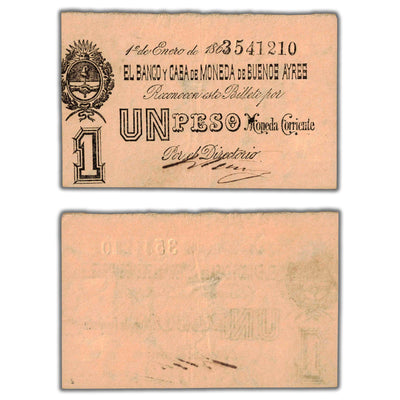 1º de Enero de 186 3541210
EL BANCO Y CASA DE MONEDA DE BUENOS AYRES
Reconocen este Billete por
1 UN PESO Moneda Corriente
Por el Directorio